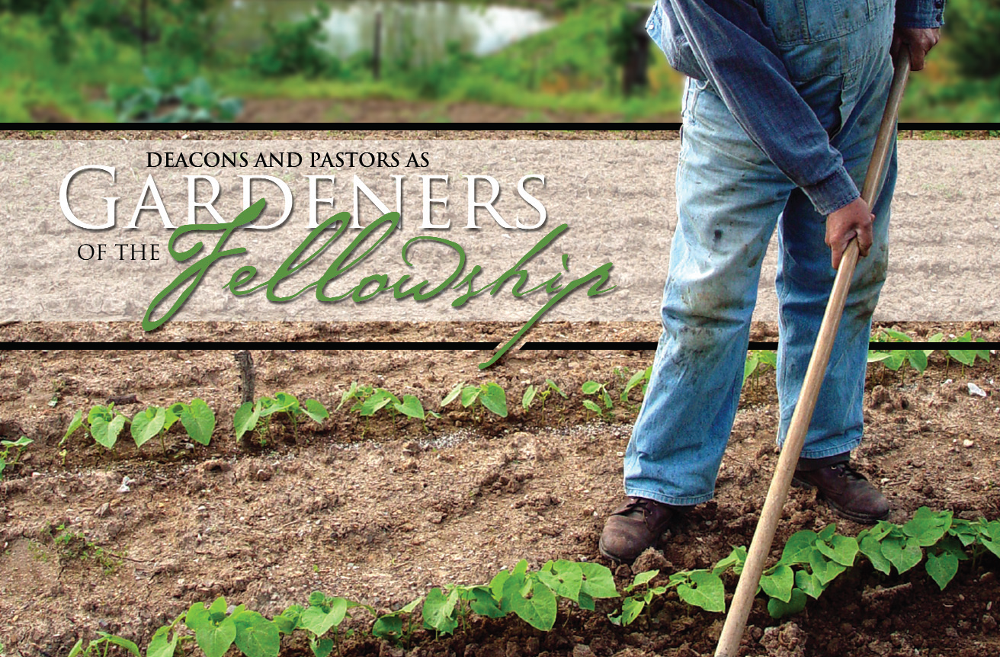 DEACONS AND PASTORS AS
GARDENERS
OF THE Fellowship